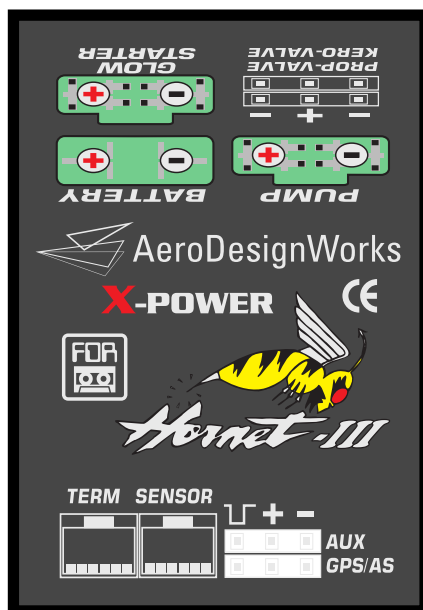 GLOW
STARTER
PROP-VALVE
KERO-VALVE
+ -
- + -
BATTERY
+ -
PUMP
+ -
AeroDesignWorks
X-POWER
CE
FDR
Hornet-III
TERM SENSOR
+ -
AUX
GPS/AS